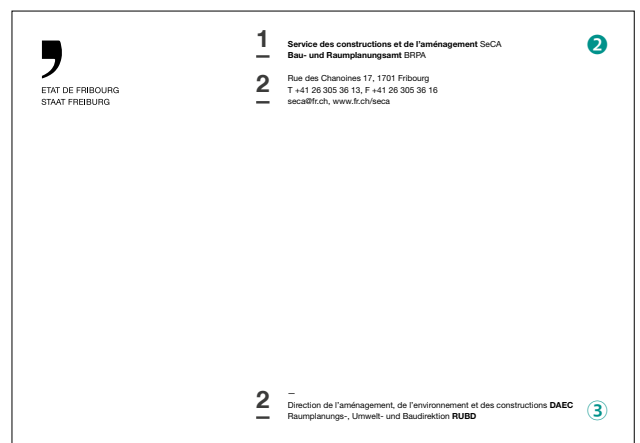 ETAT DE FRIBOURG
STAAT FREIBURG
1
—
Service des constructions et de l'aménagement SeCA
Bau- und Raumplanungsamt BRPA
2
2
—
Rue des Chanoines 17, 1701 Fribourg
T +41 26 305 36 13, F +41 26 305 36 16
seca@fr.ch, www.fr.ch/seca
2
—
—
Direction de l'aménagement, de l'environnement et des constructions DAEC
Raumplanungs-, Umwelt- und Baudirektion RUBD
3